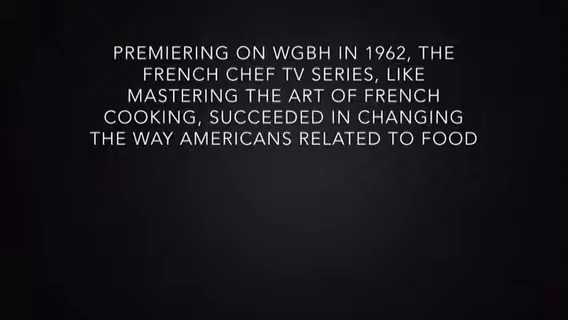 PREMIERING ON WGBH IN 1962, THE
FRENCH CHEF TV SERIES, LIKE
MASTERING THE ART OF FRENCH
COOKING, SUCCEEDED IN CHANGING
THE WAY AMERICANS RELATED TO FOOD